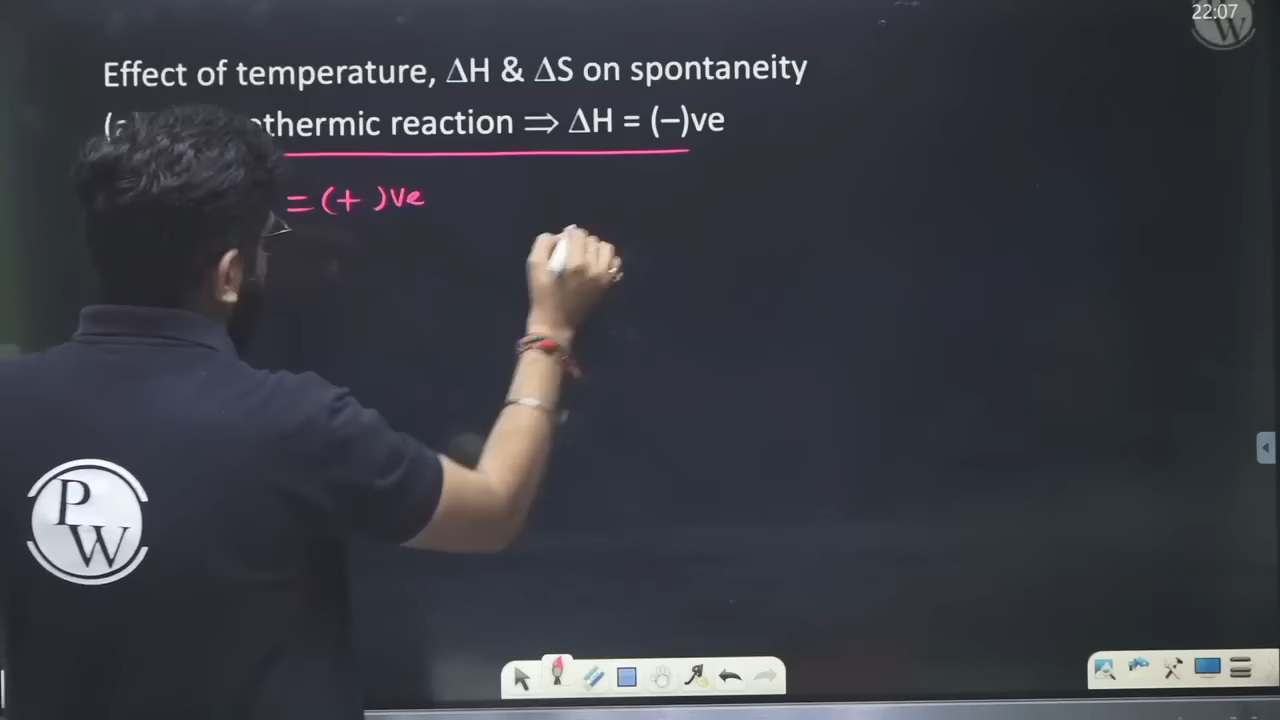 22:07
W
Effect of temperature, ΔH & ΔS on spontaneity
thermic reaction ⇒ ΔH = (–)ve
= (+ )ve
P
W